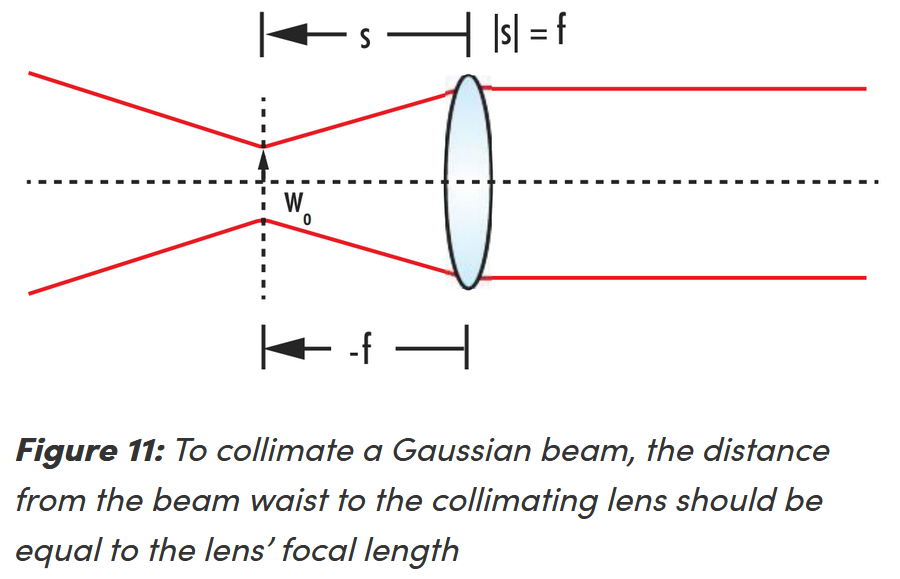 s |s| = f
W0
-f
Figure 11: To collimate a Gaussian beam, the distance
from the beam waist to the collimating lens should be
equal to the lens’ focal length